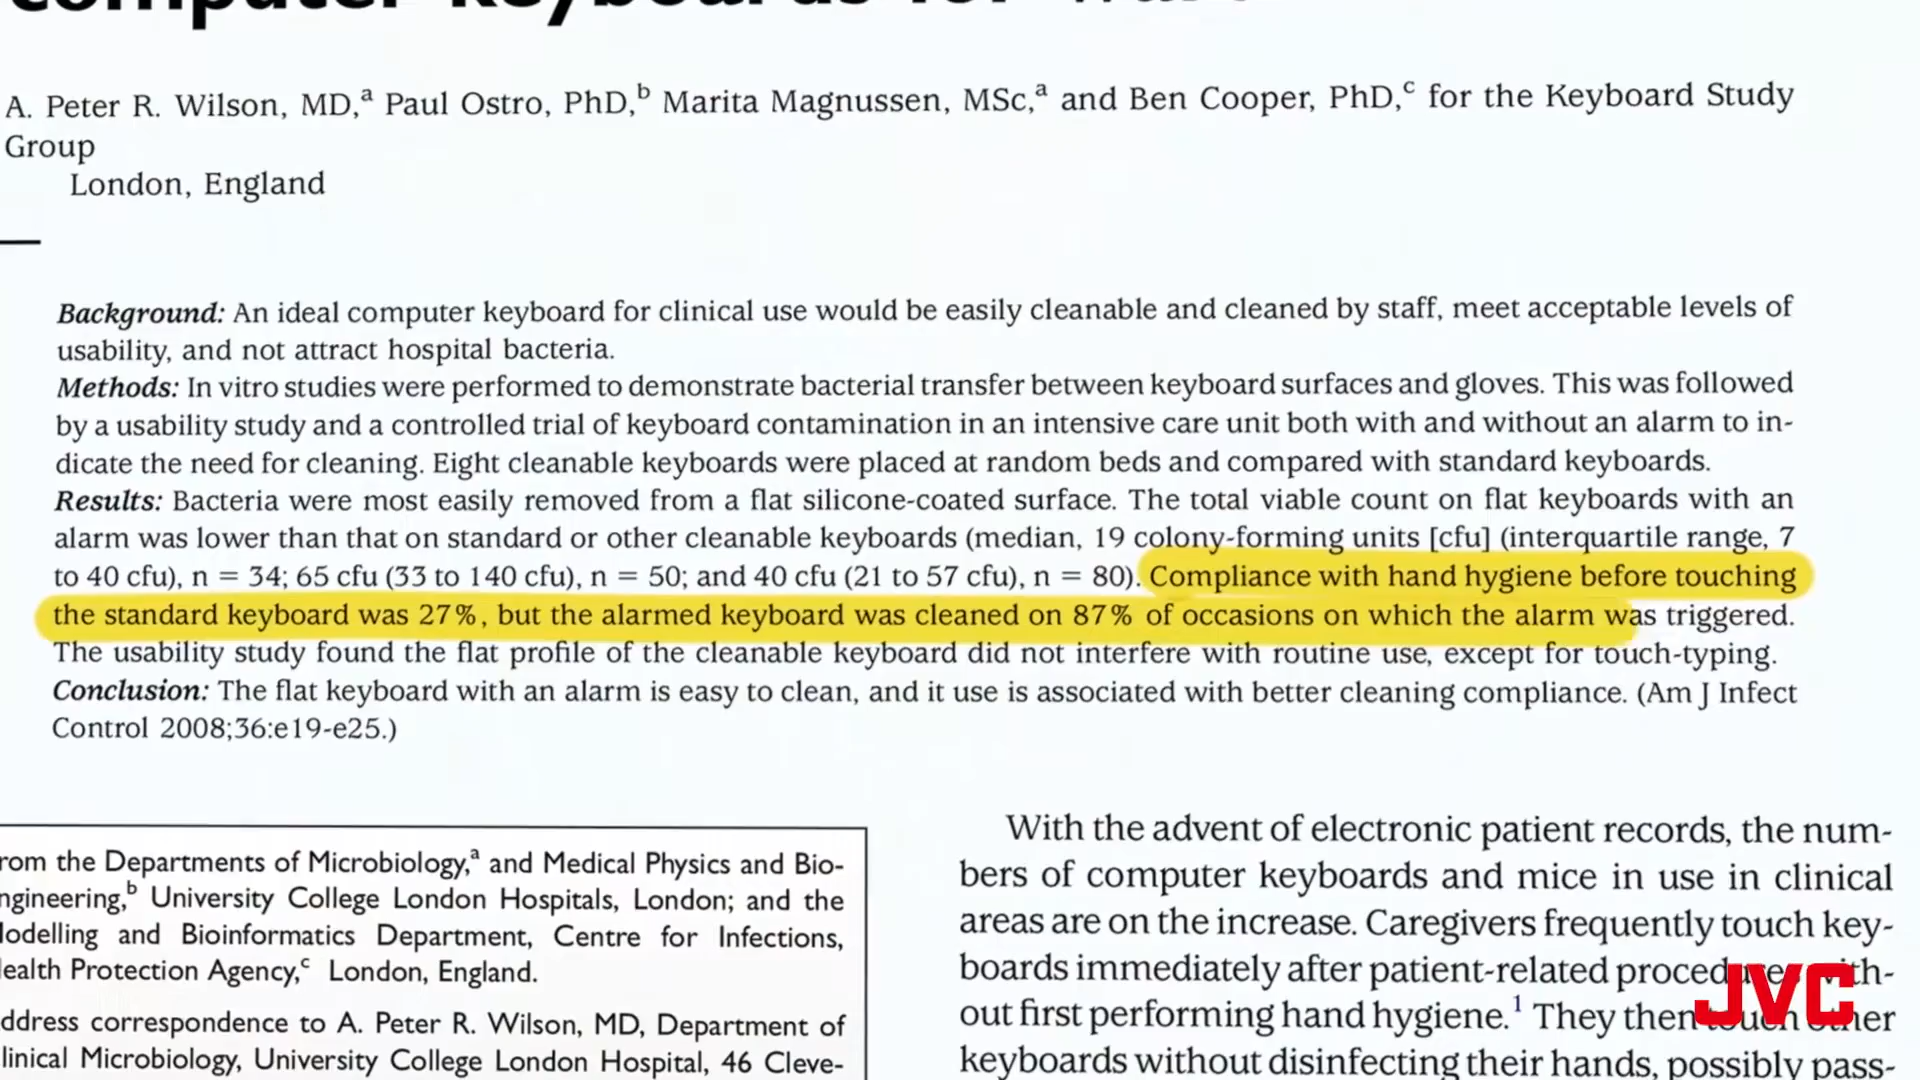 computer keyboards for
A. Peter R. Wilson, MD,a Paul Ostro, PhD,b Marita Magnussen, MSc,a and Ben Cooper, PhD,c for the Keyboard Study
Group
London, England
Background: An ideal computer keyboard for clinical use would be easily cleanable and cleaned by staff, meet acceptable levels of
usability, and not attract hospital bacteria.
Methods: In vitro studies were performed to demonstrate bacterial transfer between keyboard surfaces and gloves. This was followed
by a usability study and a controlled trial of keyboard contamination in an intensive care unit both with and without an alarm to in-
dicate the need for cleaning. Eight cleanable keyboards were placed at random beds and compared with standard keyboards.
Results: Bacteria were most easily removed from a flat silicone-coated surface. The total viable count on flat keyboards with an
alarm was lower than that on standard or other cleanable keyboards (median, 19 colony-forming units [cfu] (interquartile range, 7
to 40 cfu), n = 34; 65 cfu (33 to 140 cfu), n = 50; and 40 cfu (21 to 57 cfu), n = 80). Compliance with hand hygiene before touching
the standard keyboard was 27%, but the alarmed keyboard was cleaned on 87% of occasions on which the alarm was triggered.
The usability study found the flat profile of the cleanable keyboard did not interfere with routine use, except for touch-typing.
Conclusion: The flat keyboard with an alarm is easy to clean, and it use is associated with better cleaning compliance. (Am J Infect
Control 2008;36:e19-e25.)
rom the Departments of Microbiology,a and Medical Physics and Bio-
ngineering,b University College London Hospitals, London; and the
lodelling and Bioinformatics Department, Centre for Infections,
lealth Protection Agency,c London, England.
ddress correspondence to A. Peter R. Wilson, MD, Department of
linical Microbiology, University College London Hospital, 46 Cleve-
With the advent of electronic patient records, the num-
bers of computer keyboards and mice in use in clinical
areas are on the increase. Caregivers frequently touch key-
boards immediately after patient-related procedures with-
out first performing hand hygiene.1 They then touch other
keyboards without disinfecting their hands, possibly pass-
JVC